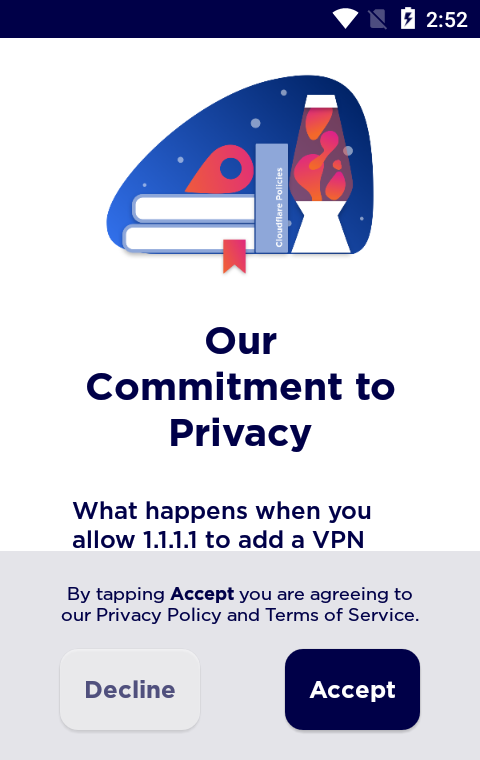 2:52
Cloudflare Policies
Our
Commitment to
Privacy
What happens when you
allow 1.1.1.1 to add a VPN
By tapping Accept you are agreeing to
our Privacy Policy and Terms of Service.
Decline
Accept